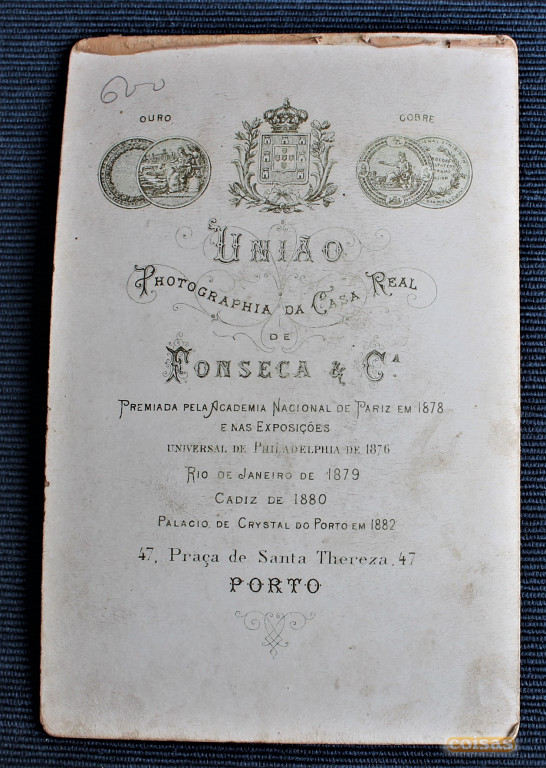 600
OURO
COBRE
UNIÃO
PHOTOGRAPHIA DA CASA REAL
DE
FONSECA & Cª
PREMIADA PELA ACADEMIA NACIONAL DE PARIZ EM 1878
E NAS EXPOSIÇÕES
UNIVERSAL DE PHILADELPHIA DE 1876
RIO DE JANEIRO DE 1879
CADIZ DE 1880
PALACIO DE CRYSTAL DO PORTO EM 1882
47, Praça de Santa Thereza, 47
PORTO
coisas